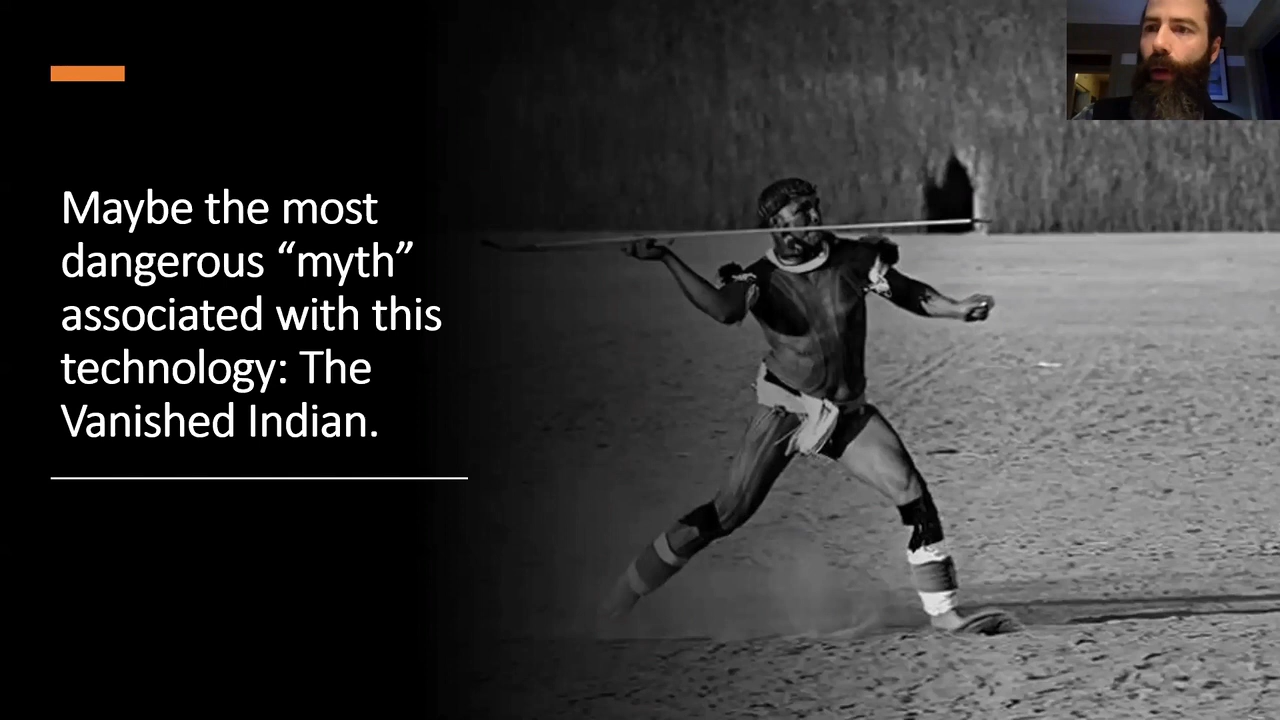 Maybe the most
dangerous “myth”
associated with this
technology: The
Vanished Indian.